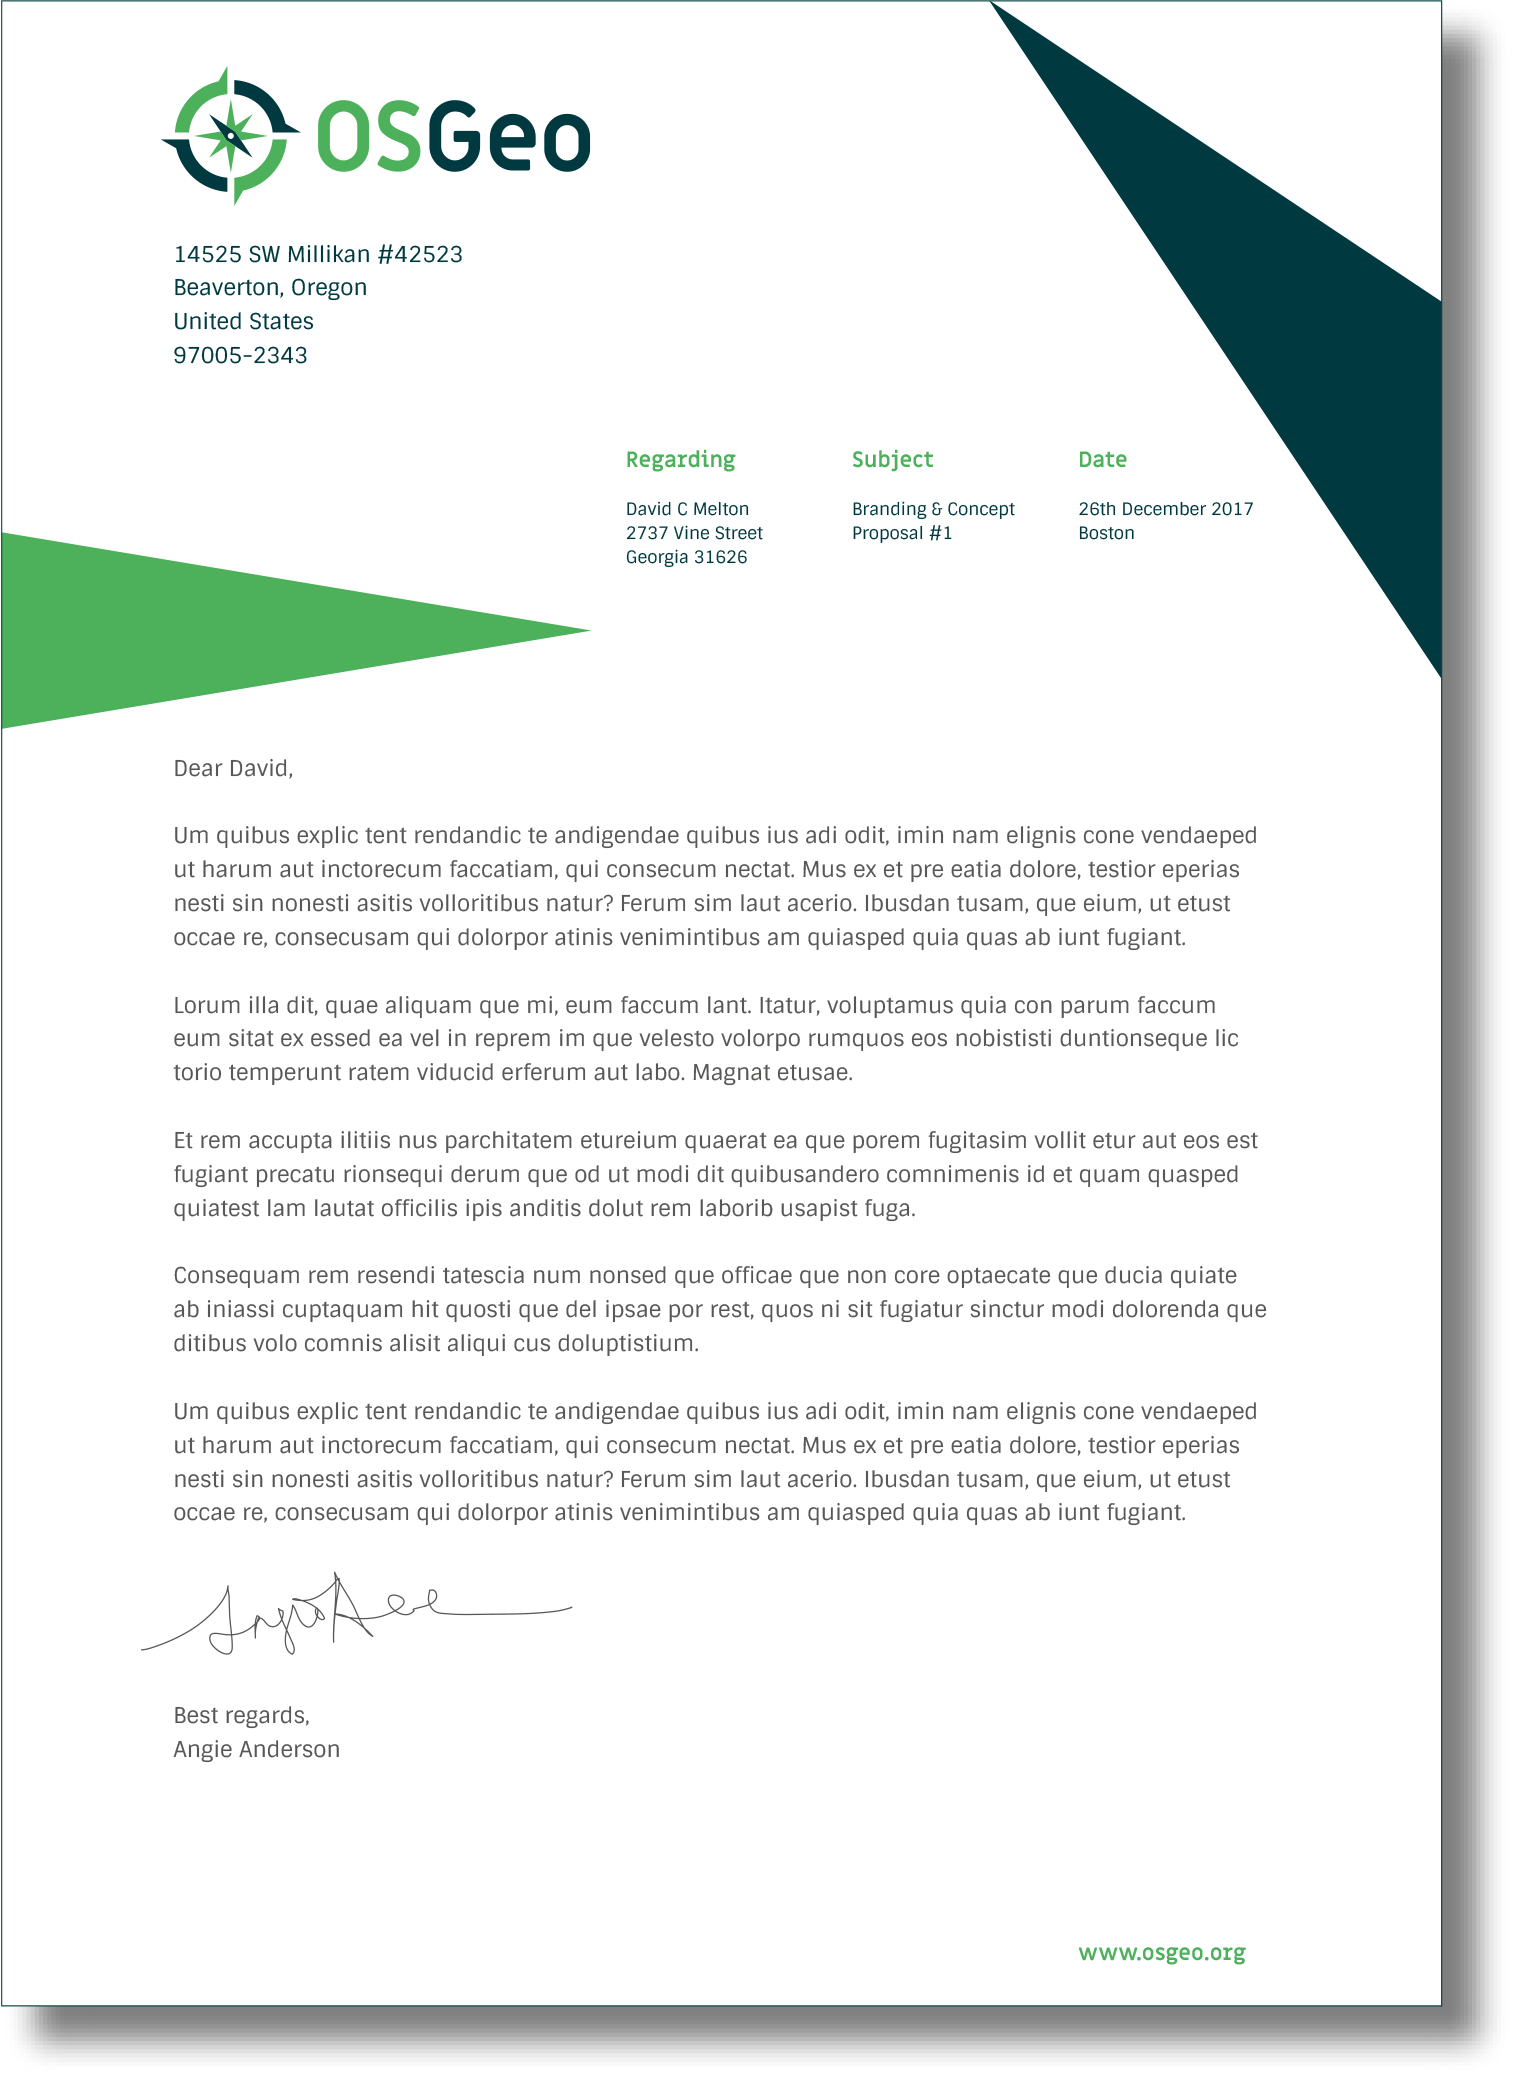 OSGeo
14525 SW Millikan #42523
Beaverton, Oregon
United States
97005-2343
Regarding
David C Melton
2737 Vine Street
Georgia 31626
Subject
Branding & Concept
Proposal #1
Date
26th December 2017
Boston
Dear David,
Um quibus explic tent rendandic te andigendae quibus ius adi odit, imin nam elignis cone vendaeped
ut harum aut inctorecum faccatiam, qui consecum nectat. Mus ex et pre eatia dolore, testior eperias
nesti sin nonesti asitis volloritibus natur? Ferum sim laut acerio. Ibusdan tusam, que eium, ut etust
occae re, consecusam qui dolorpor atinis venimintibus am quiasped quia quas ab iunt fugiant.
Lorum illa dit, quae aliquam que mi, eum faccum lant. Itatur, voluptamus quia con parum faccum
eum sitat ex essed ea vel in reprem im que velesto volorpo rumquos eos nobististi duntionseque lic
torio temperunt ratem viducid erferum aut labo. Magnat etusae.
Et rem accupta ilitiis nus parchitatem etureium quaerat ea que porem fugitasim vollit etur aut eos est
fugiant precatu rionsequi derum que od ut modi dit quibusandero comnimenis id et quam quasped
quiatest lam lautat officilis ipis anditis dolut rem laborib usapist fuga.
Consequam rem resendi tatescia num nonsed que officae que non core optaecate que ducia quiate
ab iniassi cuptaquam hit quosti que del ipsae por rest, quos ni sit fugiatur sinctur modi dolorenda que
ditibus volo comnis alisit aliqui cus doluptistium.
Um quibus explic tent rendandic te andigendae quibus ius adi odit, imin nam elignis cone vendaeped
ut harum aut inctorecum faccatiam, qui consecum nectat. Mus ex et pre eatia dolore, testior eperias
nesti sin nonesti asitis volloritibus natur? Ferum sim laut acerio. Ibusdan tusam, que eium, ut etust
occae re, consecusam qui dolorpor atinis venimintibus am quiasped quia quas ab iunt fugiant.
Best regards,
Angie Anderson
www.osgeo.org